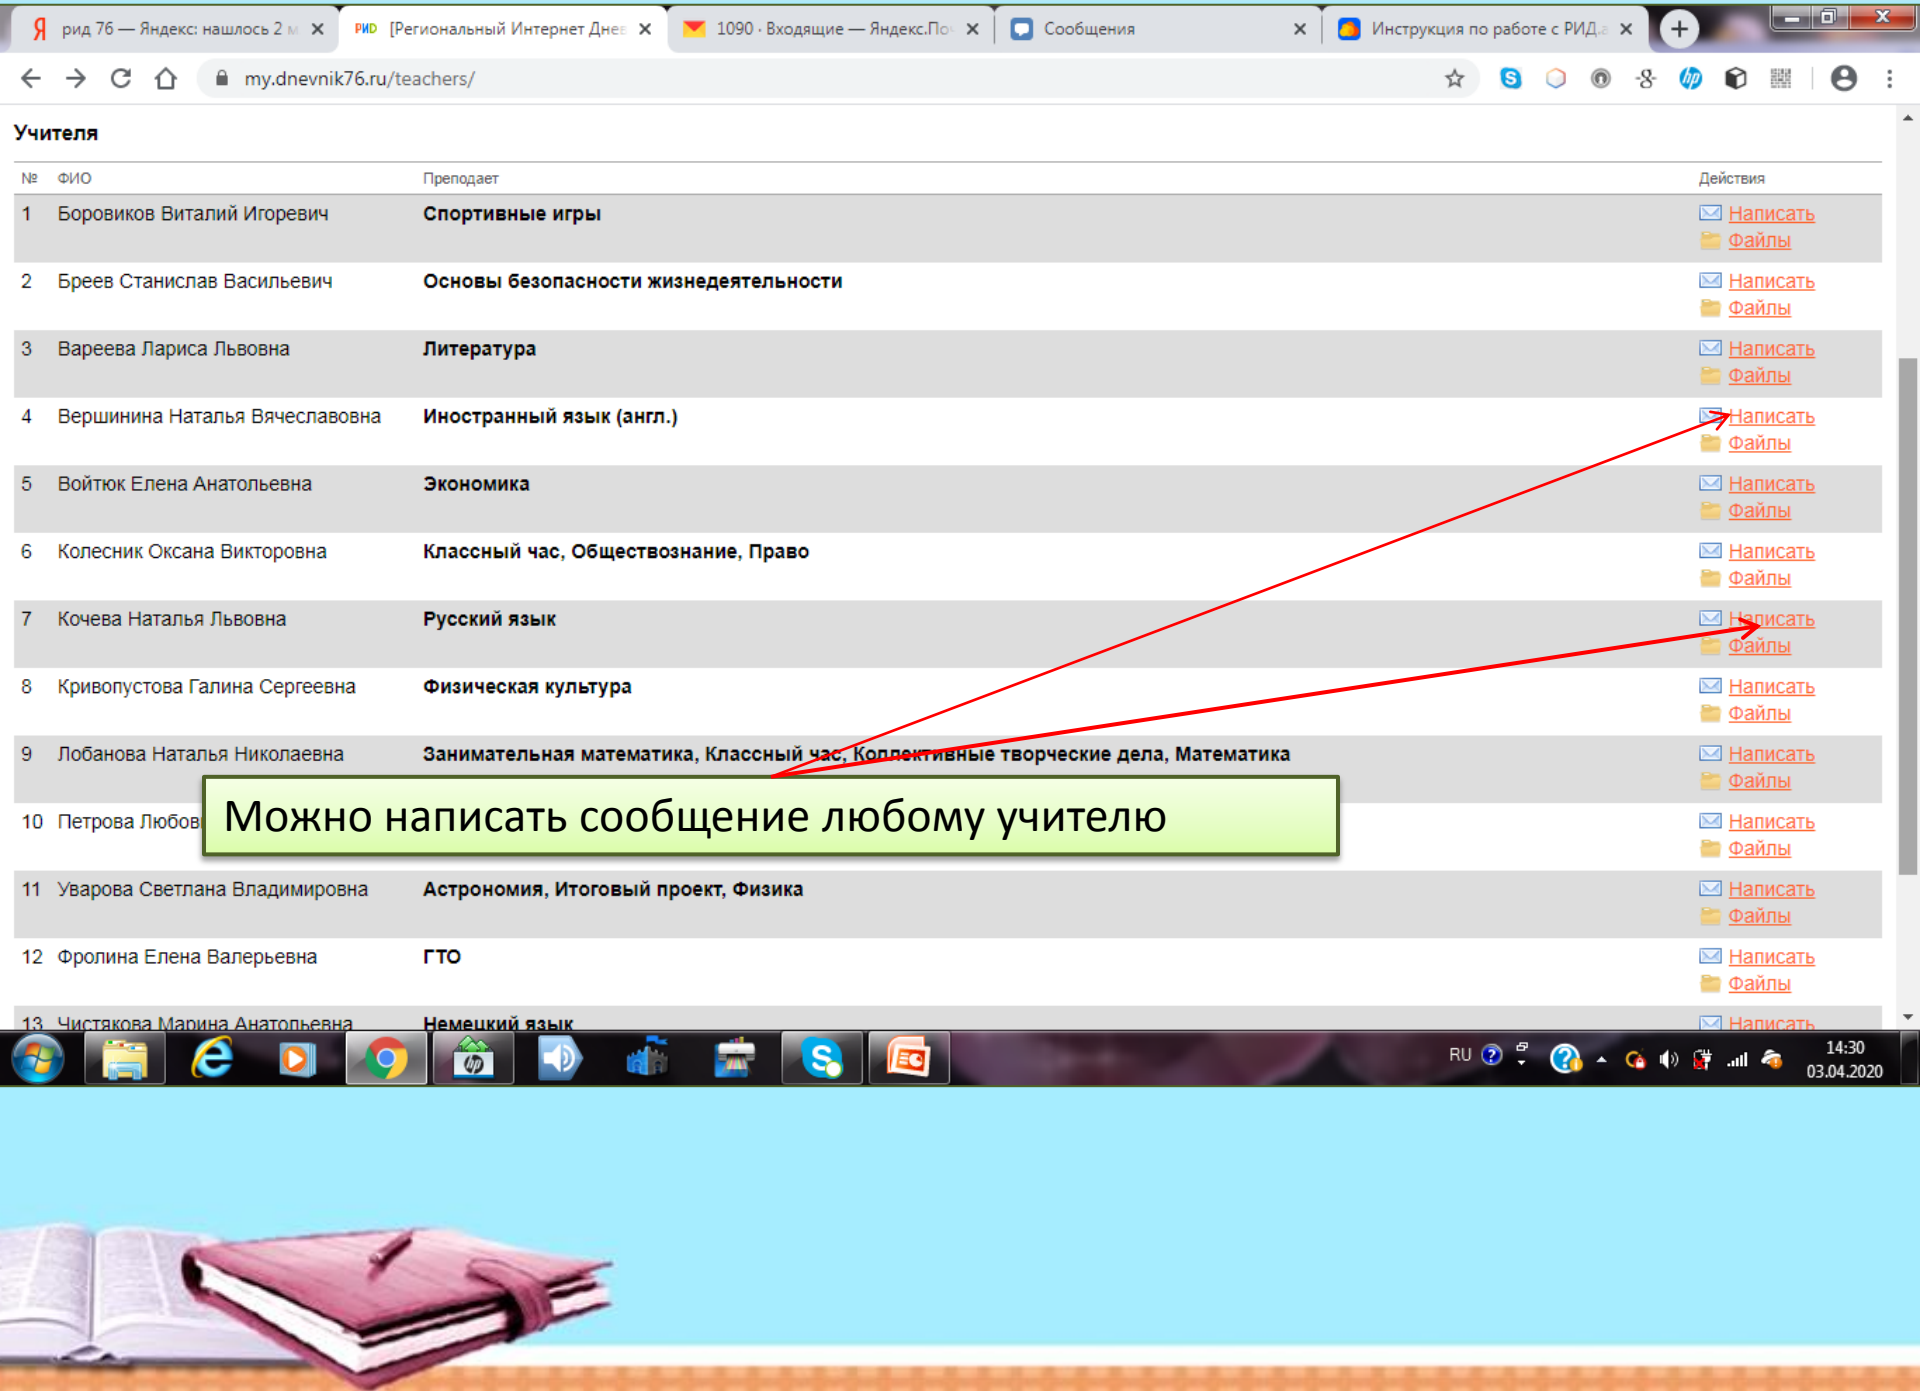 Я рид 76 — Яндекс: нашлось 2 м
РИD [Региональный Интернет Днев
1090 · Входящие — Яндекс.Поч
Сообщения
Инструкция по работе с РИД.
my.dnevnik76.ru/teachers/
Учителя
№ ФИО Преподает Действия
1 Боровиков Виталий Игоревич Спортивные игры Написать
Файлы
2 Бреев Станислав Васильевич Основы безопасности жизнедеятельности Написать
Файлы
3 Вареева Лариса Львовна Литература Написать
Файлы
4 Вершинина Наталья Вячеславовна Иностранный язык (англ.) Написать
Файлы
5 Войтюк Елена Анатольевна Экономика Написать
Файлы
6 Колесник Оксана Викторовна Классный час, Обществознание, Право Написать
Файлы
7 Кочева Наталья Львовна Русский язык Написать
Файлы
8 Кривопустова Галина Сергеевна Физическая культура Написать
Файлы
9 Лобанова Наталья Николаевна Занимательная математика, Классный час, Коллективные творческие дела, Математика Написать
Файлы
Можно написать сообщение любому учителю
10 Петрова Любов Написать
Файлы
11 Уварова Светлана Владимировна Астрономия, Итоговый проект, Физика Написать
Файлы
12 Фролина Елена Валерьевна ГТО Написать
Файлы
13 Чистякова Марина Анатольевна Немецкий язык Написать
RU 14:30
03.04.2020